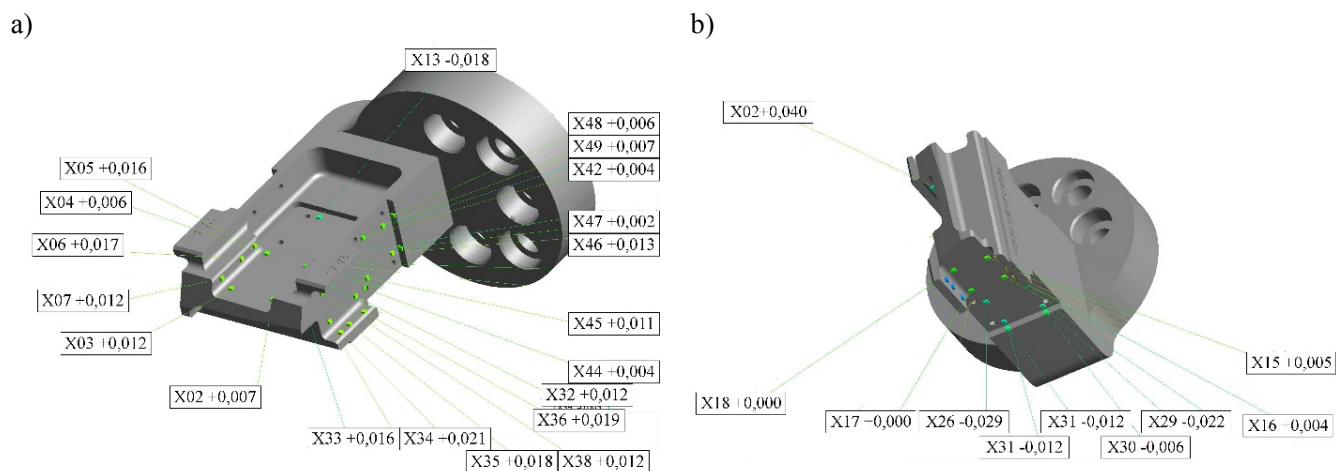 a)
b)
X13 -0,018
X48 +0,006
X49 +0,007
X42 +0,004
X47 +0,002
X46 +0,013
X45 +0,011
X44 +0,004
X32 +0,012
X36 +0,019
X05 +0,016
X04 +0,006
X06 +0,017
X07 +0,012
X03 +0,012
X02 +0,007
X33 +0,016
X34 +0,021
X35 +0,018
X38 +0,012
X02+0,040
X18 +0,000
X17 −0,000
X26 -0,029
X31 -0,012
X31 -0,012
X30 -0,006
X29 -0,022
X16 +0,004
X15 +0,005